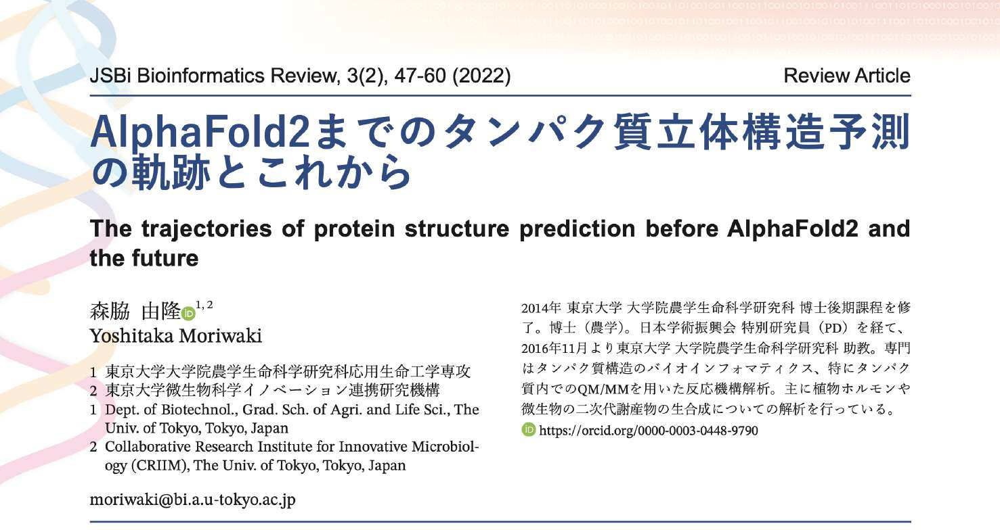 JSBi Bioinformatics Review, 3(2), 47-60 (2022)
Review Article
AlphaFold2までのタンパク質立体構造予測
の軌跡とこれから
The trajectories of protein structure prediction before AlphaFold2 and
the future
森脇 由隆 iD 1, 2
Yoshitaka Moriwaki
1 東京大学大学院農学生命科学研究科応用生命工学専攻
2 東京大学微生物科学イノベーション連携研究機構
1 Dept. of Biotechnol., Grad. Sch. of Agri. and Life Sci., The
Univ. of Tokyo, Tokyo, Japan
2 Collaborative Research Institute for Innovative Microbiol-
ogy (CRIIM), The Univ. of Tokyo, Tokyo, Japan
moriwaki@bi.a.u-tokyo.ac.jp
2014年 東京大学 大学院農学生命科学研究科 博士後期課程を修
了。博士（農学）。日本学術振興会 特別研究員（PD）を経て、
2016年11月より東京大学 大学院農学生命科学研究科 助教。専門
はタンパク質構造のバイオインフォマティクス、特にタンパク
質内でのQM/MMを用いた反応機構解析。主に植物ホルモンや
微生物の二次代謝産物の生合成についての解析を行っている。
iD https://orcid.org/0000-0003-0448-9790